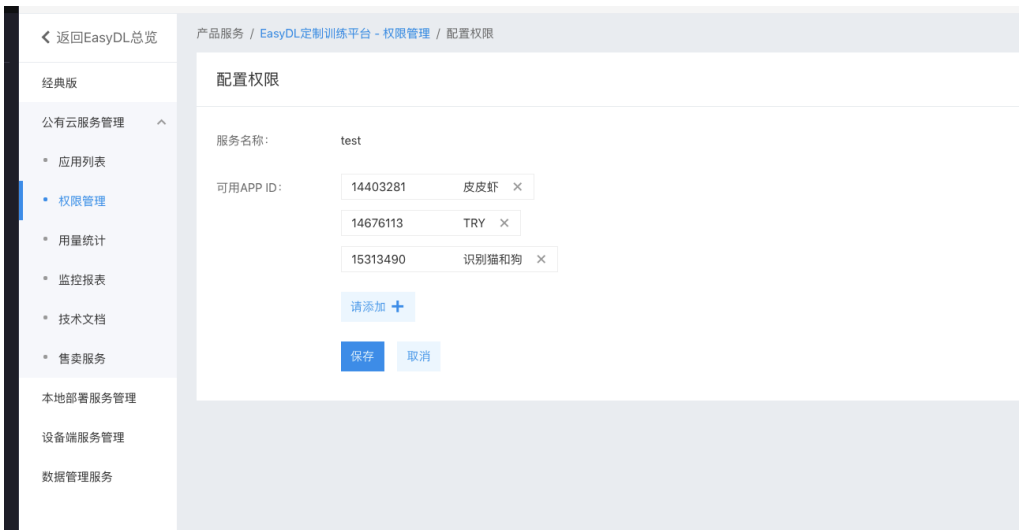 返回EasyDL总览
经典版
公有云服务管理
应用列表
权限管理
用量统计
监控报表
技术文档
售卖服务
本地部署服务管理
设备端服务管理
数据管理服务
产品服务 / EasyDL定制训练平台 - 权限管理 / 配置权限
配置权限
服务名称: test
可用APP ID: 14403281 皮皮虾 ×
14676113 TRY ×
15313490 识别猫和狗 ×
请添加 +
保存 取消